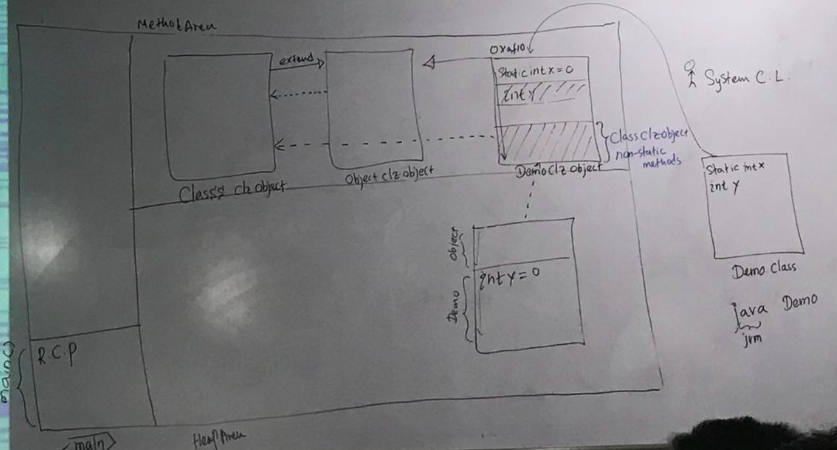 Method Area
extend
Static int x = 0
int y
System C.L.
Class Clz object
non-static
methods
Class clz object
Object clz object
Demo Clz object
Static int x
int y
Demo Class
Object
Demo
int y = 0
java Demo
jvm
main()
R.C.P
main
Heap Area